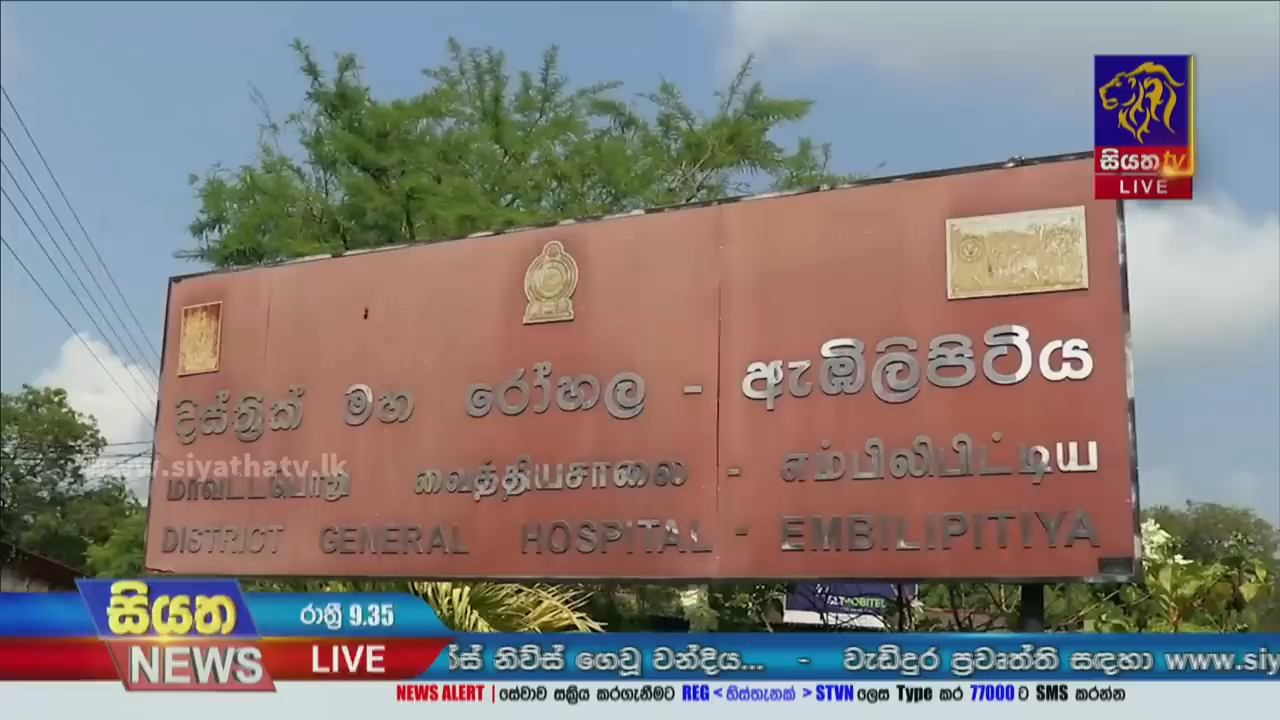 සියත tv
LIVE
දිස්ත්‍රික් මහ රෝහල - ඇඹිලිපිටිය
www.siyathatv.lk
மாவட்டபொது வைத்தியசாலை - எம்பிலிபிட்டிய
DISTRICT GENERAL HOSPITAL - EMBILIPITIYA
සියත
NEWS
රාත්‍රී 9.35
LIVE
නිව්ස් ගෙවූ වන්දිය... - වැඩිදුර ප්‍රවෘත්ති සඳහා www.siy
NEWS ALERT | සේවාව සක්‍රිය කරගැනීමට REG < හිස්තැනක් > STVN ලෙස Type කර 77000 ට SMS කරන්න